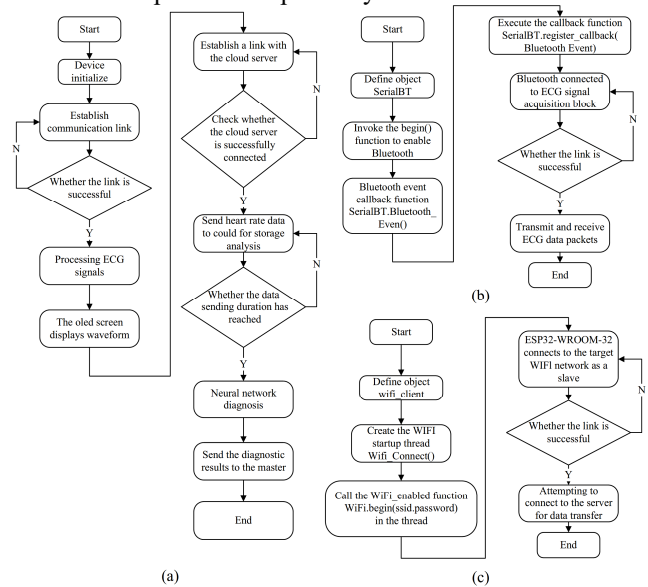 Start
Device
initialize
Establish
communication link
N
Whether the link is
successful
Y
Processing ECG
signals
The oled screen
displays waveform
Establish a link with
the cloud server
N
Check whether
the cloud server
is successfully
connected
Y
Send heart rate data
to could for storage
analysis
N
Whether the data
sending duration has
reached
Y
Neural network
diagnosis
Send the diagnostic
results to the master
End
(a)
Start
Define object
SerialBT
Invoke the begin()
function to enable
Bluetooth
Bluetooth event
callback function
SerialBT.Bluetooth_
Even()
Execute the callback function
SerialBT.register_callback(
Bluetooth Event)
Bluetooth connected
to ECG signal
acquisition block
N
Whether the link is
successful
Y
Transmit and receive
ECG data packets
End
(b)
Start
Define object
wifi_client
Create the WIFI
startup thread
Wifi_Connect()
Call the WiFi_enabled function
WiFi.begin(ssid.password)
in the thread
ESP32-WROOM-32
connects to the target
WIFI network as a
slave
N
Whether the link is
successful
Y
Attempting to
connect to the server
for data transfer
End
(c)